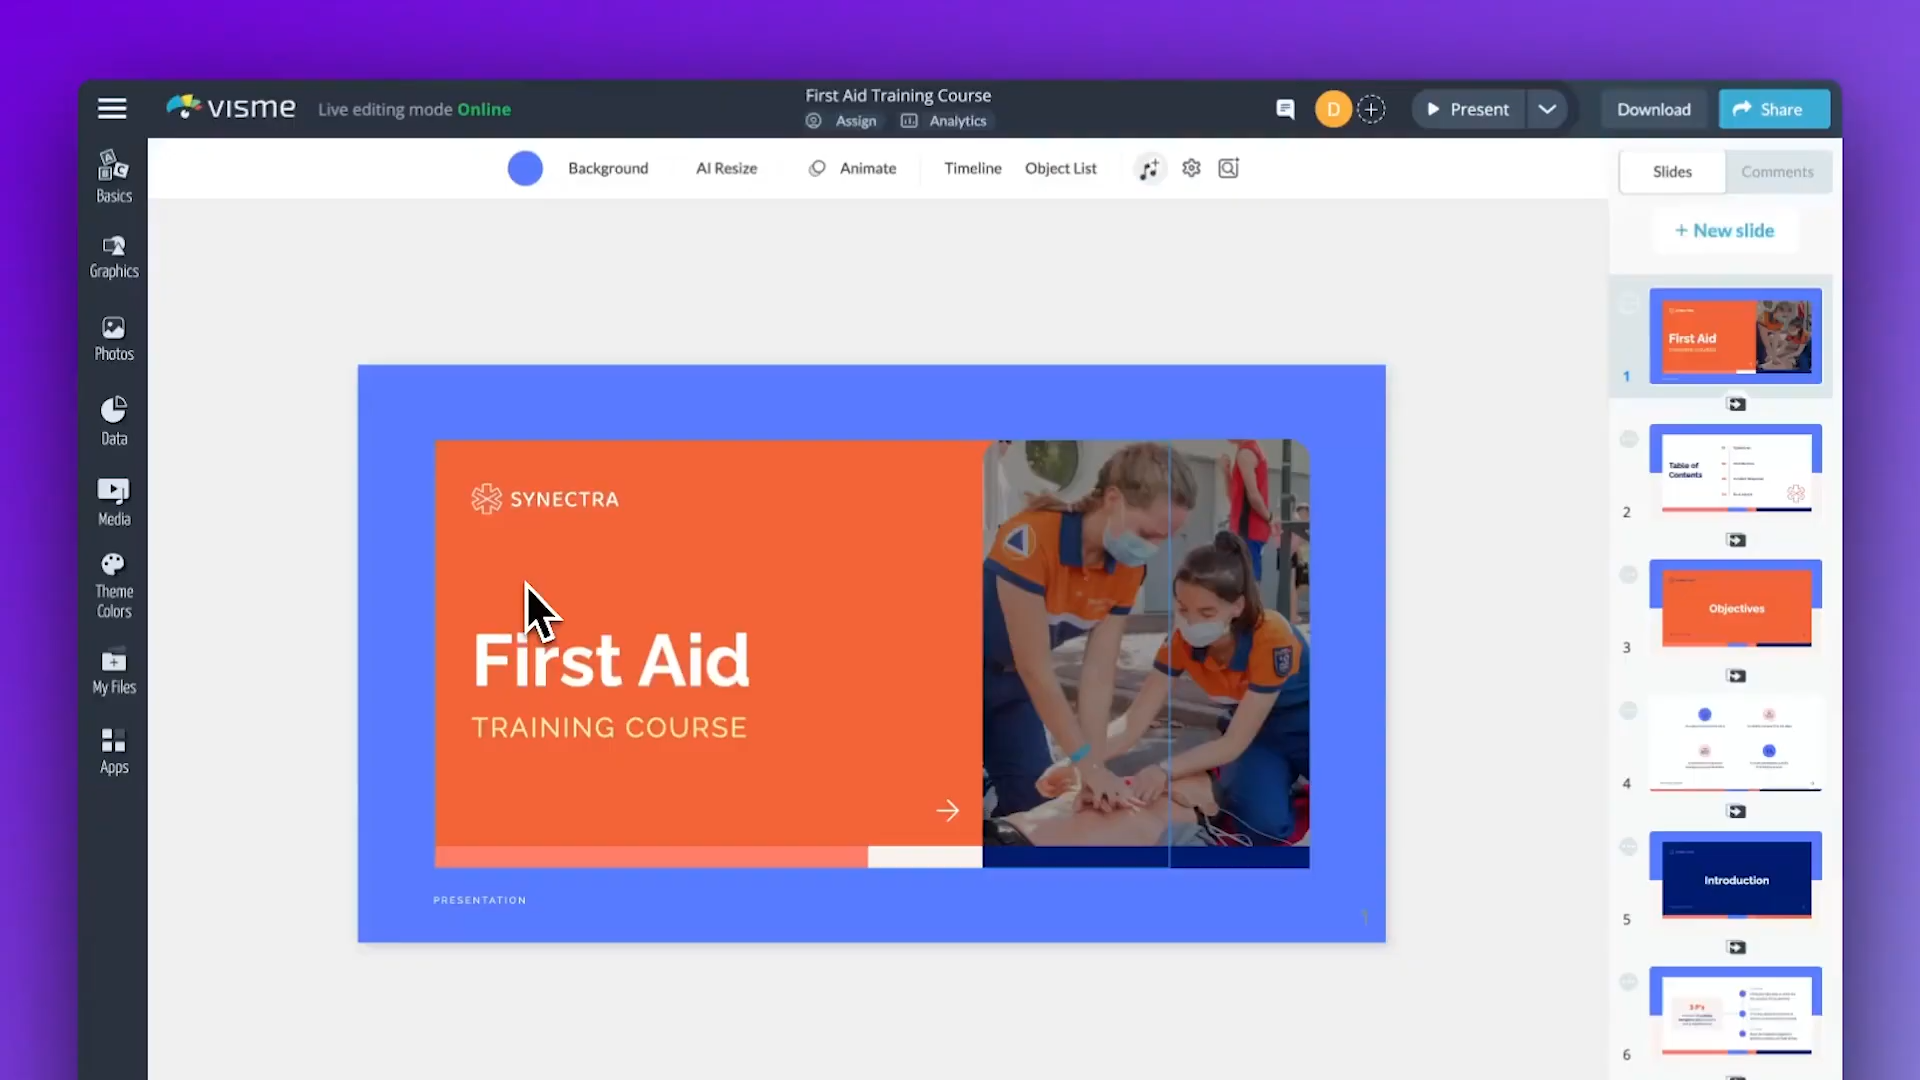 visme
Live editing mode Online
First Aid Training Course
Assign
Analytics
D
Present
Download
Share
Background
AI Resize
Animate
Timeline
Object List
Slides
Comments
+ New slide
Basics
Graphics
Photos
Data
Media
Theme
Colors
My Files
Apps
SYNECTRA
First Aid
TRAINING COURSE
PRESENTATION
1
First Aid
1
Table of
Contents
2
Objectives
3
4
Introduction
5
3 P's
6